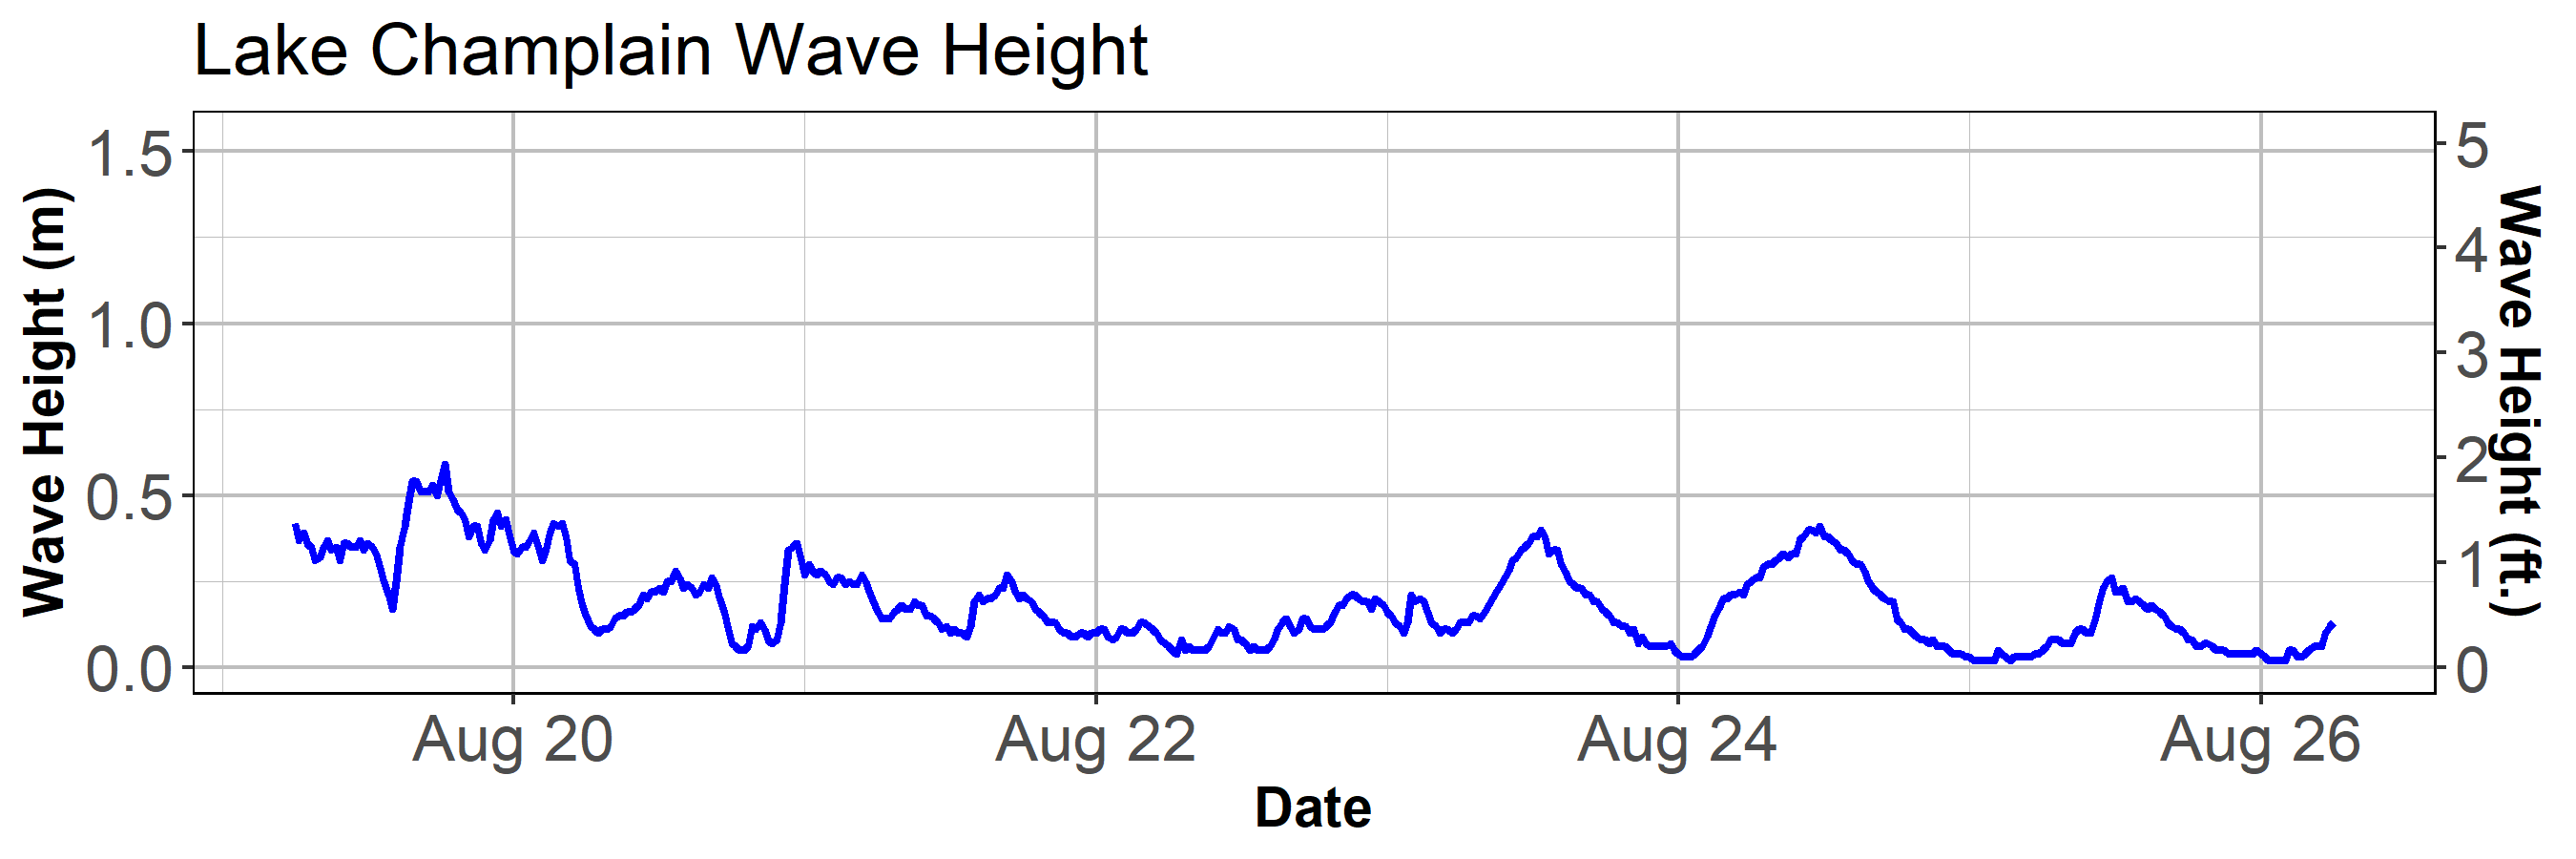 Lake Champlain Wave Height
Wave Height (m)
1.5
1.0
0.5
0.0
5
4
3
2
1
0
Wave Height (ft.)
Aug 20
Aug 22
Aug 24
Aug 26
Date